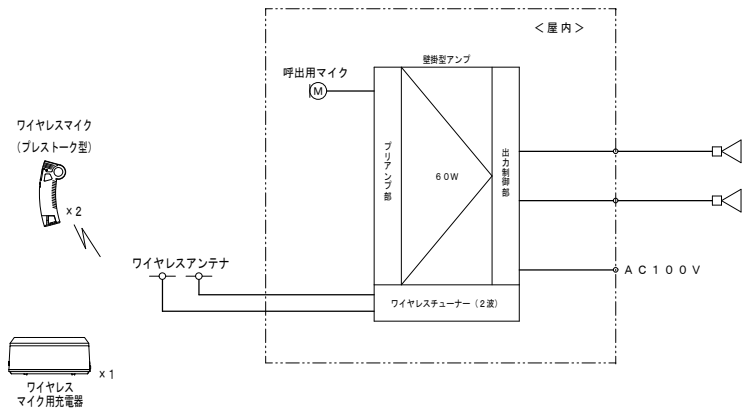 ＜屋内＞
壁掛型アンプ
呼出用マイク
M
ワイヤレスマイク
(プレストーク型)
x2
プリアンプ部
60W
出力制御部
ワイヤレスアンテナ
AC100V
ワイヤレスチューナー(2波)
x1
ワイヤレス
マイク用充電器